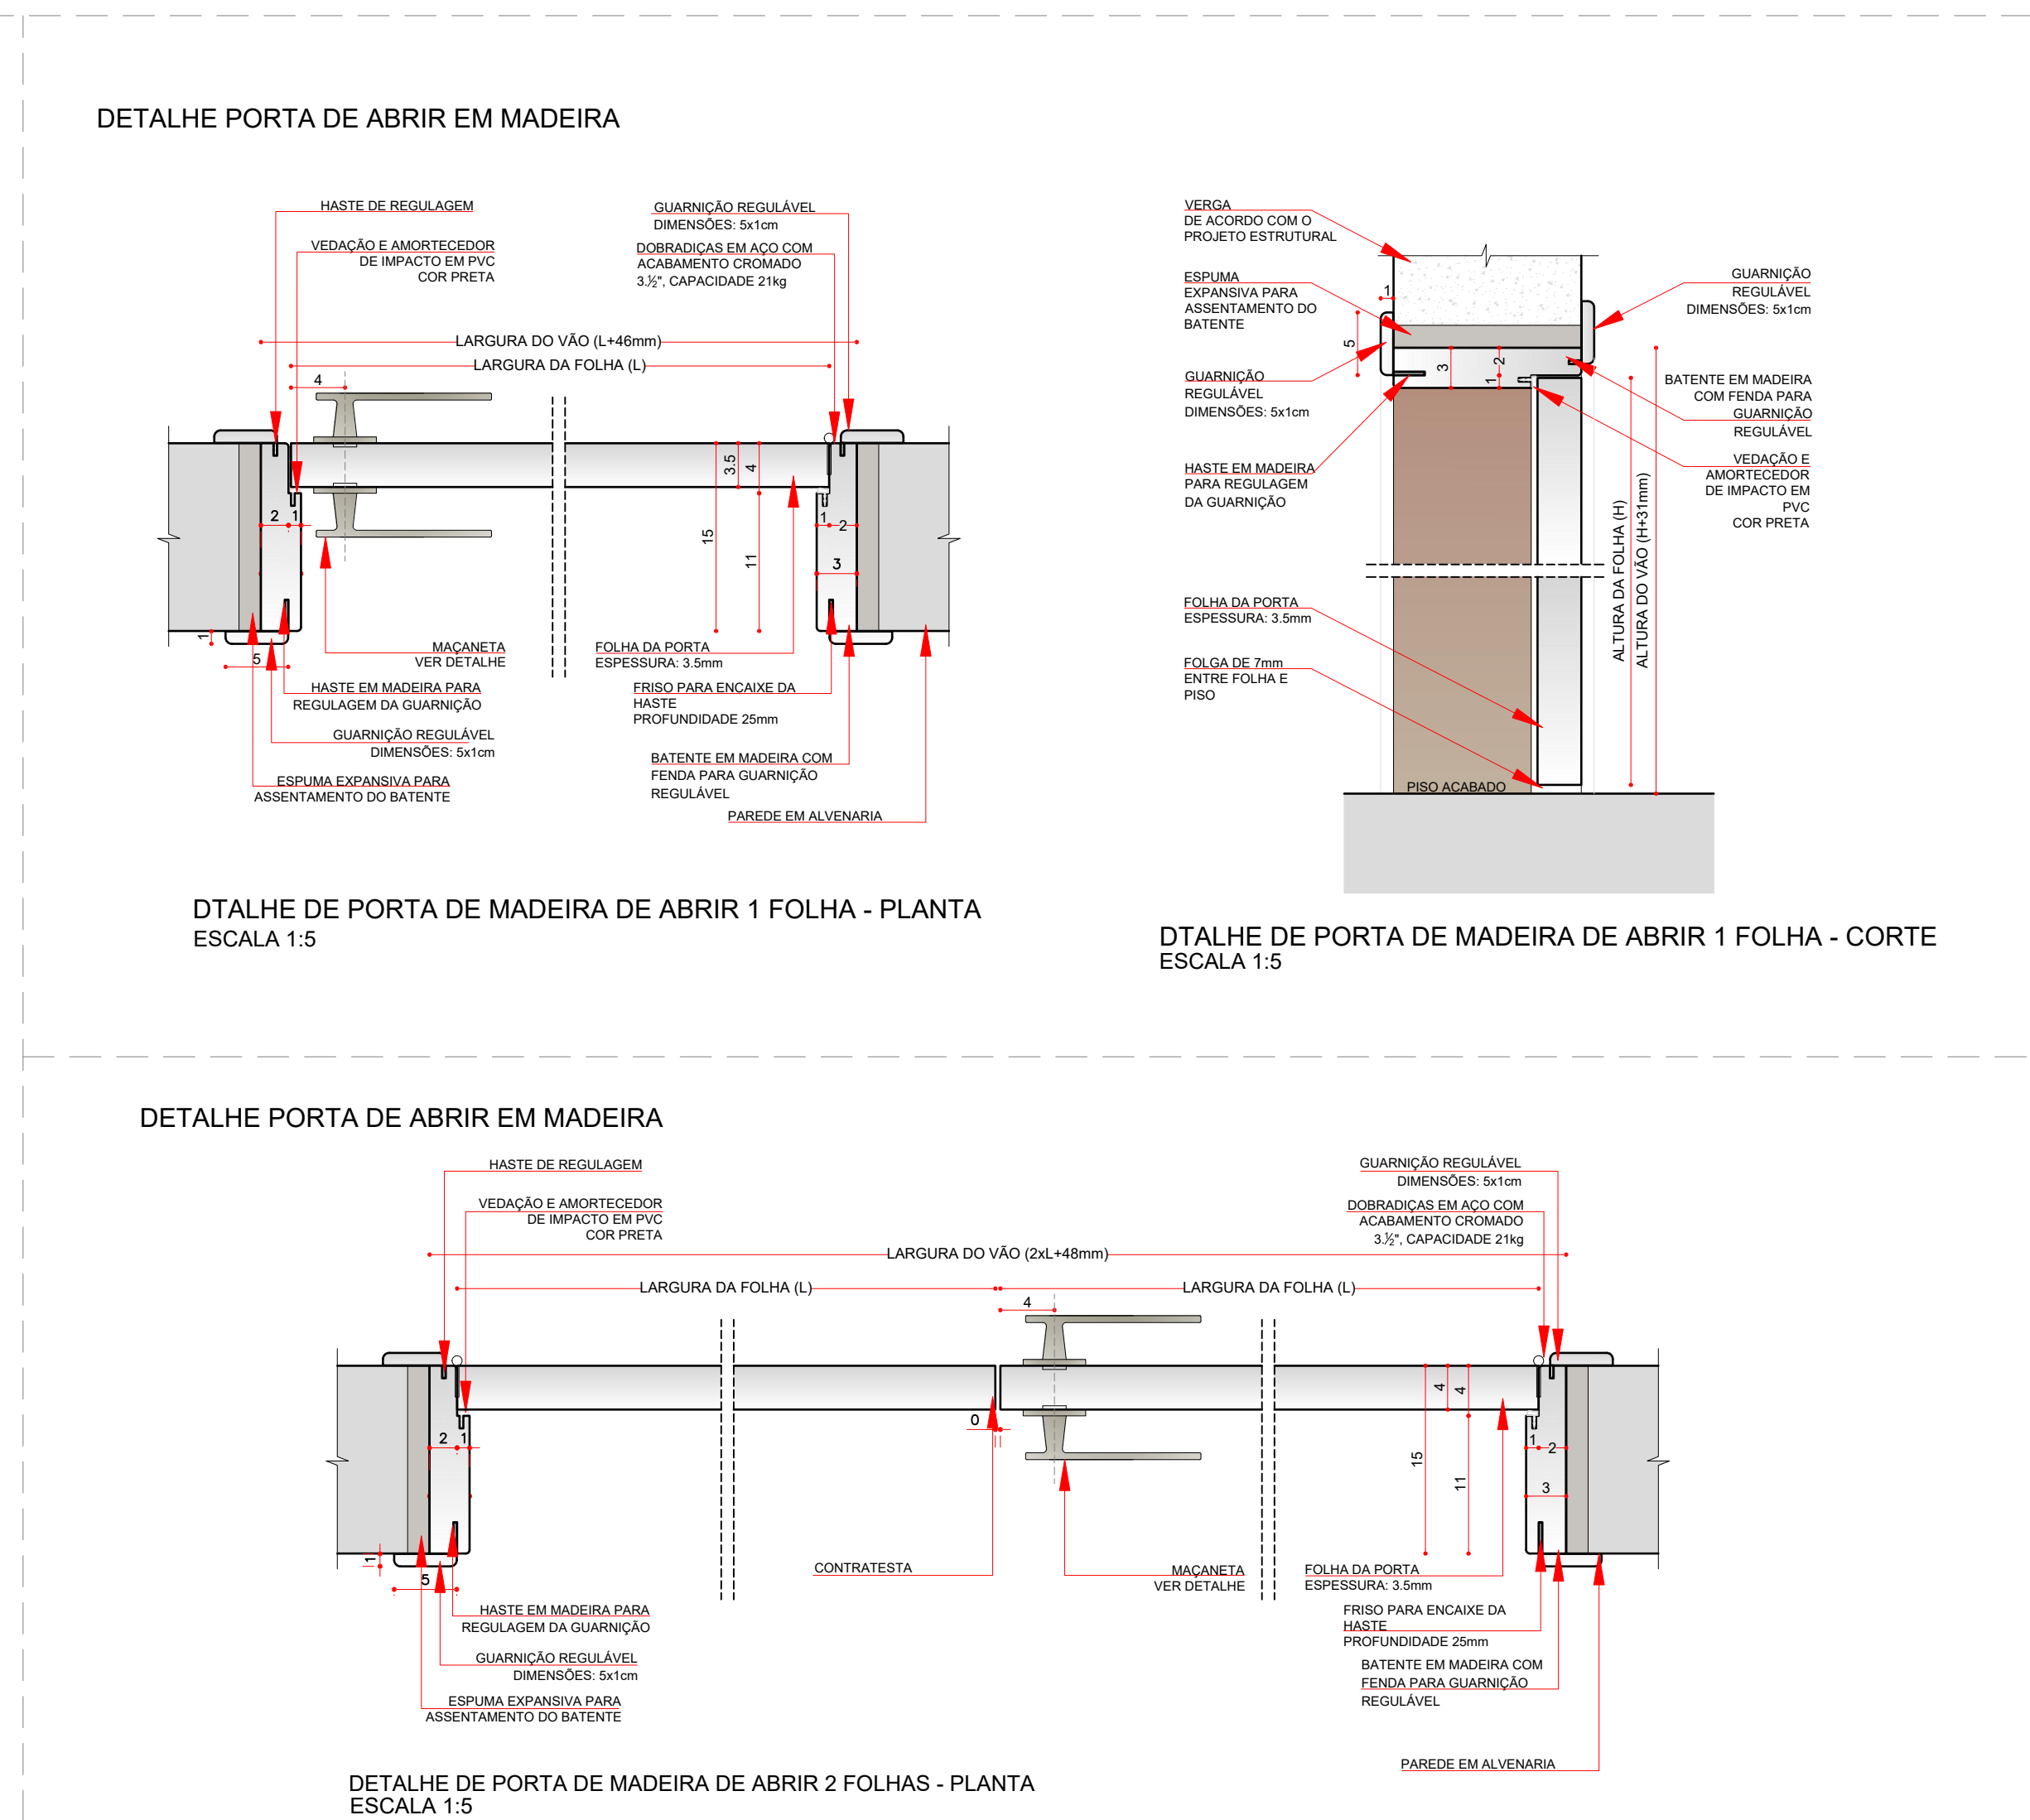 DETALHE PORTA DE ABRIR EM MADEIRA
HASTE DE REGULAGEM
VEDAÇÃO E AMORTECEDOR
DE IMPACTO EM PVC
COR PRETA
GUARNIÇÃO REGULÁVEL
DIMENSÕES: 5x1cm
DOBRADIÇAS EM AÇO COM
ACABAMENTO CROMADO
3.½", CAPACIDADE 21kg
LARGURA DO VÃO (L+46mm)
LARGURA DA FOLHA (L)
4
3.5
4
2
1
15
11
1
2
3
1
5
MAÇANETA
VER DETALHE
FOLHA DA PORTA
ESPESSURA: 3.5mm
HASTE EM MADEIRA PARA
REGULAGEM DA GUARNIÇÃO
FRISO PARA ENCAIXE DA
HASTE
PROFUNDIDADE 25mm
GUARNIÇÃO REGULÁVEL
DIMENSÕES: 5x1cm
BATENTE EM MADEIRA COM
FENDA PARA GUARNIÇÃO
REGULÁVEL
ESPUMA EXPANSIVA PARA
ASSENTAMENTO DO BATENTE
PAREDE EM ALVENARIA
DTALHE DE PORTA DE MADEIRA DE ABRIR 1 FOLHA - PLANTA
ESCALA 1:5
VERGA
DE ACORDO COM O
PROJETO ESTRUTURAL
ESPUMA
EXPANSIVA PARA
ASSENTAMENTO DO
BATENTE
1
5
3
2
1
GUARNIÇÃO
REGULÁVEL
DIMENSÕES: 5x1cm
GUARNIÇÃO
REGULÁVEL
DIMENSÕES: 5x1cm
BATENTE EM MADEIRA
COM FENDA PARA
GUARNIÇÃO
REGULÁVEL
HASTE EM MADEIRA
PARA REGULAGEM
DA GUARNIÇÃO
VEDAÇÃO E
AMORTECEDOR
DE IMPACTO EM
PVC
COR PRETA
ALTURA DA FOLHA (H)
ALTURA DO VÃO (H+31mm)
FOLHA DA PORTA
ESPESSURA: 3.5mm
FOLGA DE 7mm
ENTRE FOLHA E
PISO
PISO ACABADO
DTALHE DE PORTA DE MADEIRA DE ABRIR 1 FOLHA - CORTE
ESCALA 1:5
DETALHE PORTA DE ABRIR EM MADEIRA
HASTE DE REGULAGEM
VEDAÇÃO E AMORTECEDOR
DE IMPACTO EM PVC
COR PRETA
GUARNIÇÃO REGULÁVEL
DIMENSÕES: 5x1cm
DOBRADIÇAS EM AÇO COM
ACABAMENTO CROMADO
3.½", CAPACIDADE 21kg
LARGURA DO VÃO (2xL+48mm)
LARGURA DA FOLHA (L)
LARGURA DA FOLHA (L)
4
4
4
0
2
1
15
11
1
2
3
1
5
CONTRATESTA
MAÇANETA
VER DETALHE
FOLHA DA PORTA
ESPESSURA: 3.5mm
HASTE EM MADEIRA PARA
REGULAGEM DA GUARNIÇÃO
FRISO PARA ENCAIXE DA
HASTE
PROFUNDIDADE 25mm
GUARNIÇÃO REGULÁVEL
DIMENSÕES: 5x1cm
BATENTE EM MADEIRA COM
FENDA PARA GUARNIÇÃO
REGULÁVEL
ESPUMA EXPANSIVA PARA
ASSENTAMENTO DO BATENTE
PAREDE EM ALVENARIA
DETALHE DE PORTA DE MADEIRA DE ABRIR 2 FOLHAS - PLANTA
ESCALA 1:5